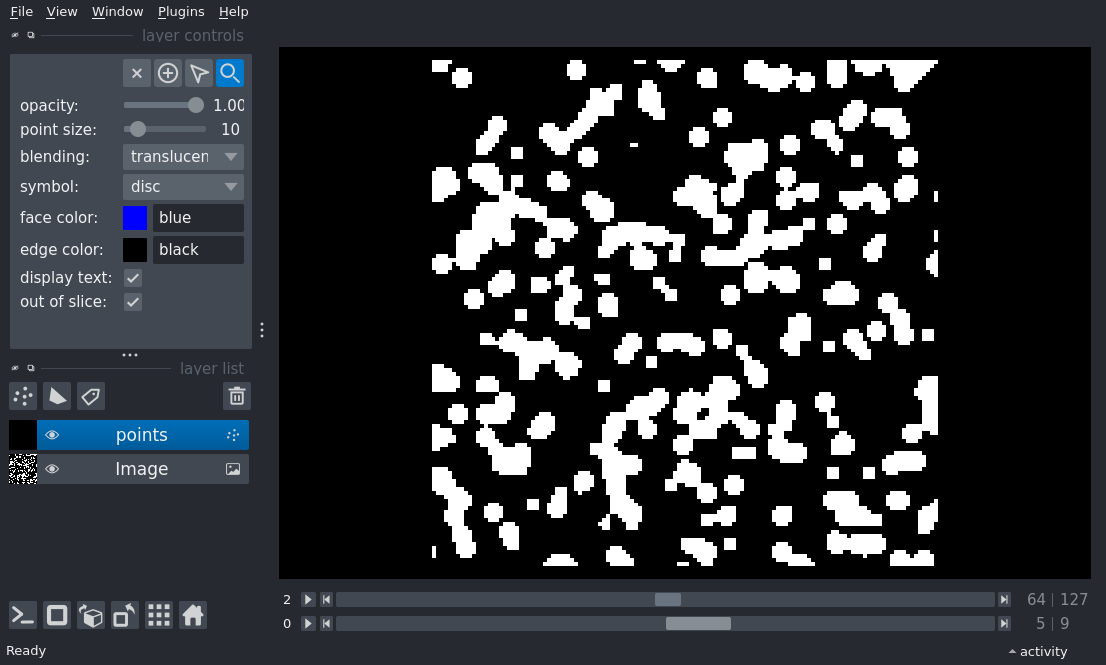 File View Window Plugins Help
layer controls
opacity: 1.00
point size: 10
blending: translucen
symbol: disc
face color: blue
edge color: black
display text:
out of slice:
layer list
points
Image
2 64 | 127
0 5 | 9
Ready activity